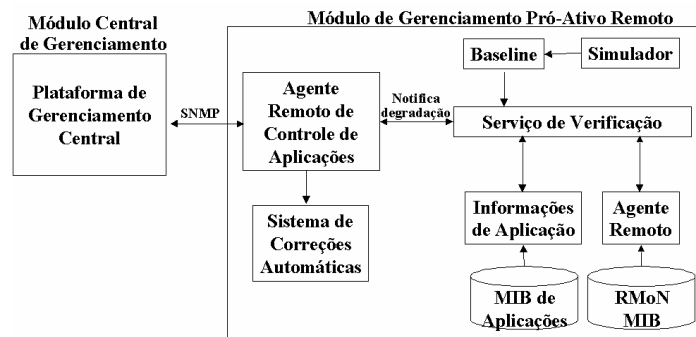 Módulo Central
de Gerenciamento
Módulo de Gerenciamento Pró-Ativo Remoto
Plataforma de
Gerenciamento
Central
SNMP
Agente
Remoto de
Controle de
Aplicações
Notifica
degradação
Baseline
Simulador
Serviço de Verificação
Sistema de
Correções
Automáticas
Informações
de Aplicação
Agente
Remoto
MIB de
Aplicações
RMoN
MIB